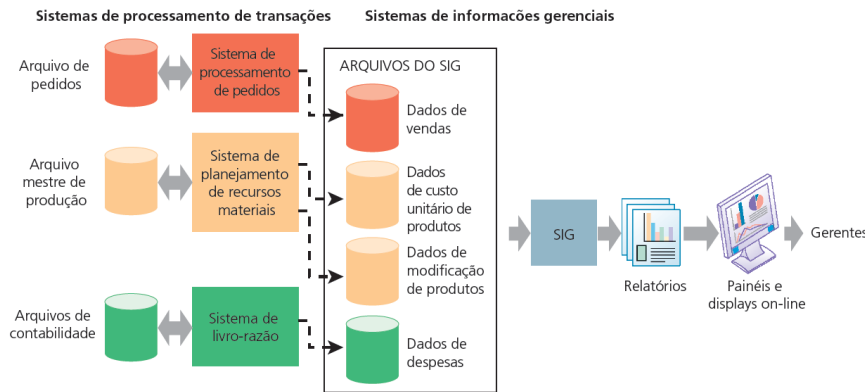 Sistemas de processamento de transações
Sistemas de informacões gerenciais
Arquivo de
pedidos
Sistema de
processamento
de pedidos
ARQUIVOS DO SIG
Dados de
vendas
Arquivo
mestre de
produção
Sistema de
planejamento
de recursos
materiais
Dados
de custo
unitário de
produtos
Dados de
modificação
de produtos
Arquivos de
contabilidade
Sistema de
livro-razão
Dados de
despesas
SIG
Relatórios
Painéis e
displays on-line
Gerentes